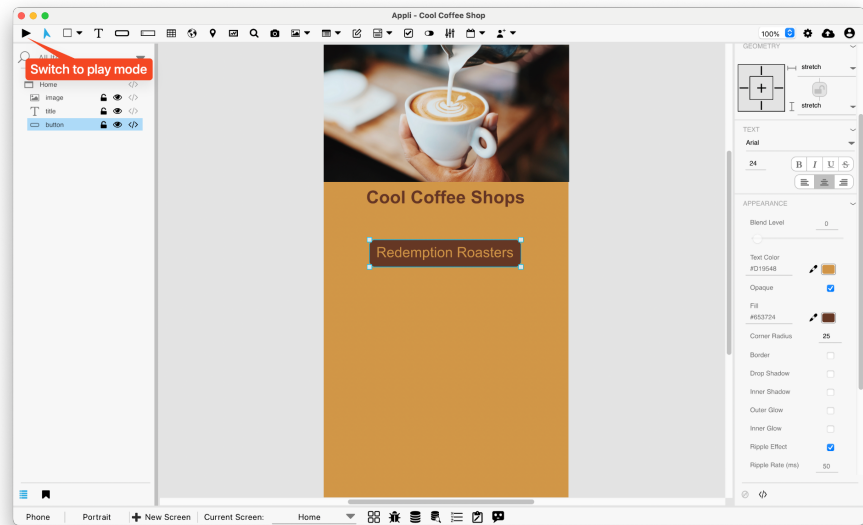 Appli - Cool Coffee Shop
T
100%
Switch to play mode
Home
image
T title
button
Cool Coffee Shops
Redemption Roasters
GEOMETRY
stretch
stretch
TEXT
Arial
24
B I U S
APPEARANCE
Blend Level 0
Text Color
#D19548
Opaque
Fill
#653724
Corner Radius 25
Border
Drop Shadow
Inner Shadow
Outer Glow
Inner Glow
Ripple Effect
Ripple Rate (ms) 50
Phone Portrait New Screen Current Screen: Home